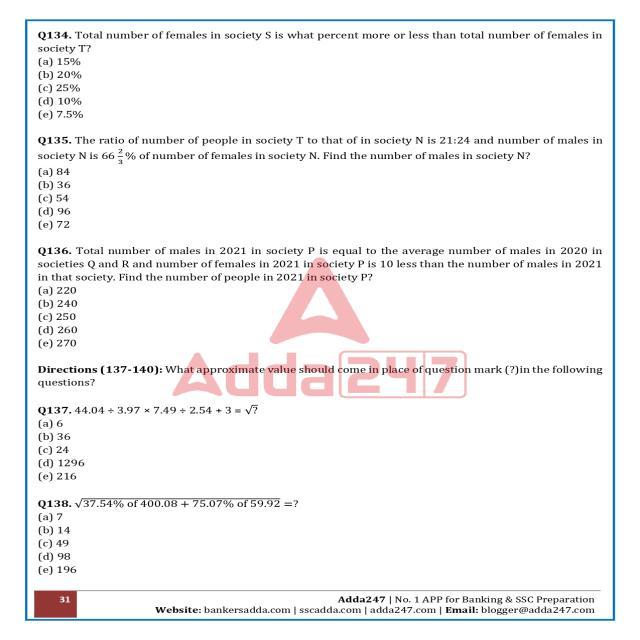 Q134. Total number of females in society S is what percent more or less than total number of females in
society T?
(a) 15%
(b) 20%
(c) 25%
(d) 10%
(e) 7.5%
Q135. The ratio of number of people in society T to that of in society N is 21:24 and number of males in
society N is 66 2/3 % of number of females in society N. Find the number of males in society N?
(a) 84
(b) 36
(c) 54
(d) 96
(e) 72
Q136. Total number of males in 2021 in society P is equal to the average number of males in 2020 in
societies Q and R and number of females in 2021 in society P is 10 less than the number of males in 2021
in that society. Find the number of people in 2021 in society P?
(a) 220
(b) 240
(c) 250
(d) 260
(e) 270
Adda247
Directions (137-140): What approximate value should come in place of question mark (?)in the following
questions?
Q137. 44.04 ÷ 3.97 × 7.49 ÷ 2.54 + 3 = √?
(a) 6
(b) 36
(c) 24
(d) 1296
(e) 216
Q138. √37.54% of 400.08 + 75.07% of 59.92 =?
(a) 7
(b) 14
(c) 49
(d) 98
(e) 196
31
Adda247 | No. 1 APP for Banking & SSC Preparation
Website: bankersadda.com | sscadda.com | adda247.com | Email: blogger@adda247.com